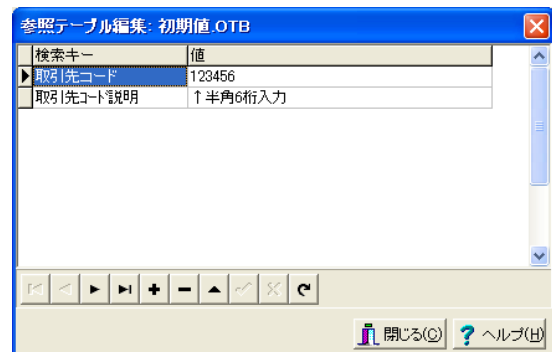 参照テーブル編集: 初期値.OTB
検索キー 値
取引先コード 123456
取引先ｺｰﾄﾞ説明 ↑半角6桁入力
閉じる(C) ? ヘルプ(H)